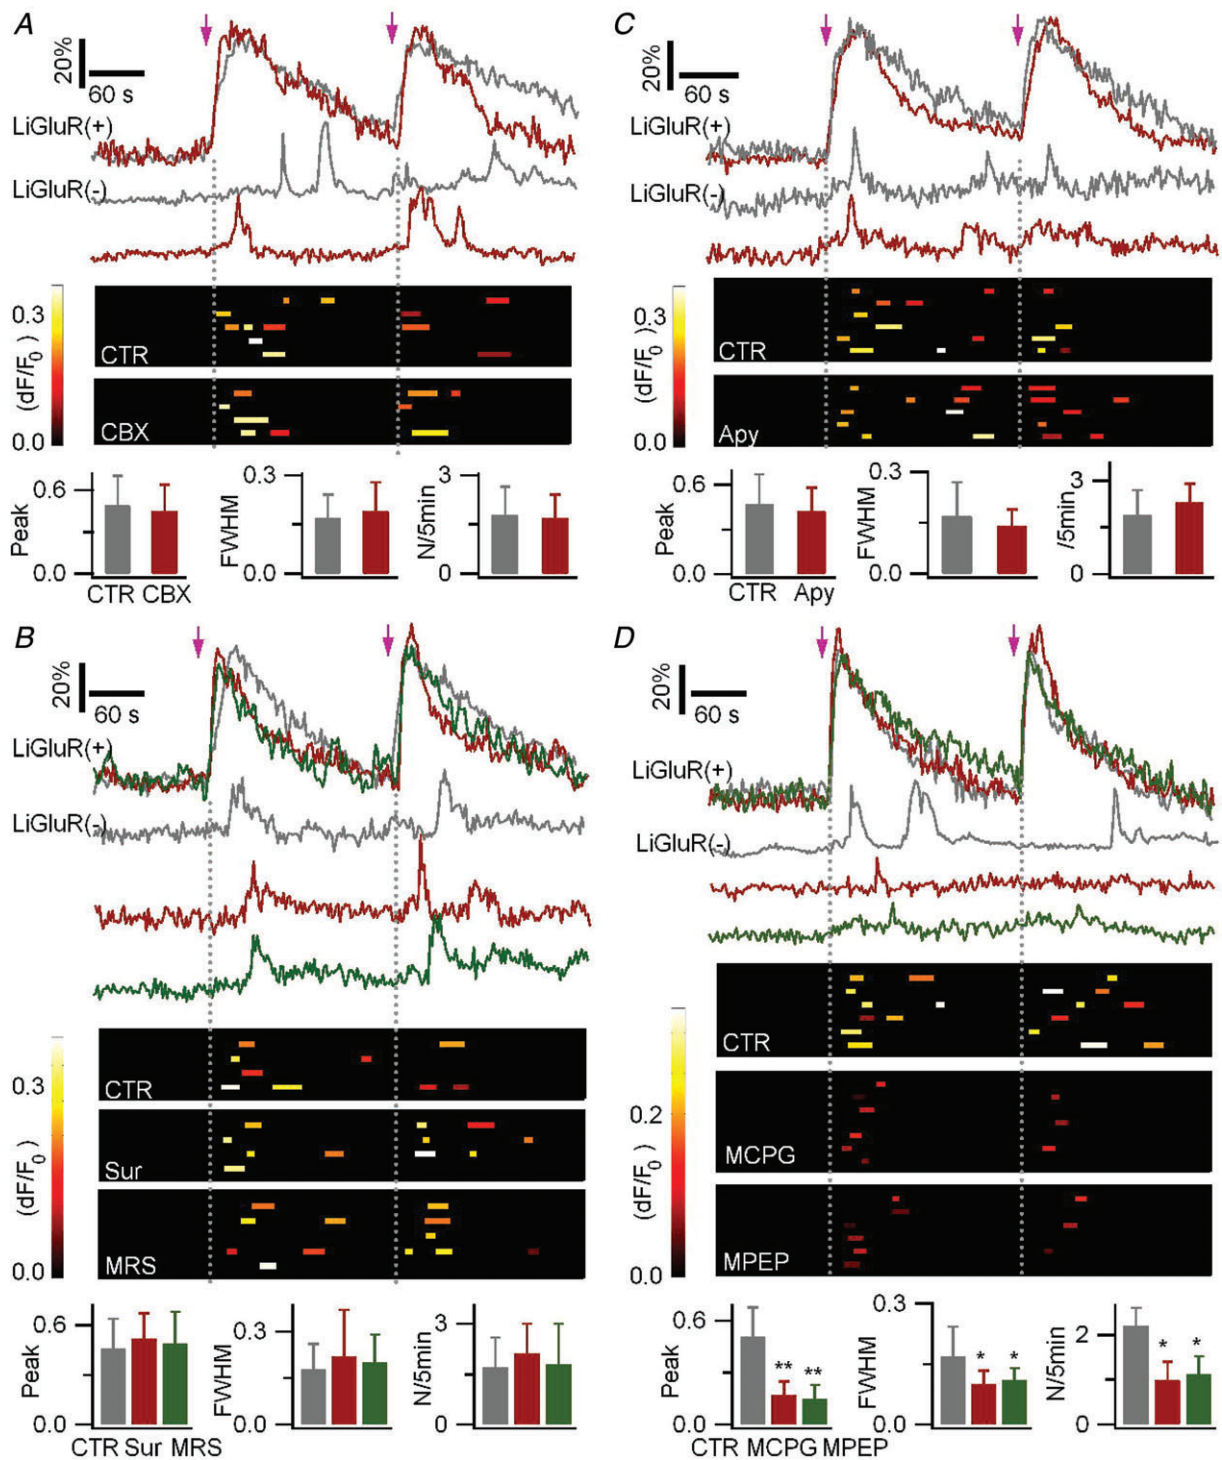 A
20%
60 s
LiGluR(+)
LiGluR(-)
0.3
(dF/F0)
0.0
CTR
CBX
Peak
0.6
0.0
CTR CBX
FWHM
0.3
0.0
N/5min
3
0
C
20%
60 s
LiGluR(+)
LiGluR(-)
0.3
(dF/F0)
0.0
CTR
Apy
Peak
0.6
0.0
CTR Apy
FWHM
0.3
0.0
/5min
3
0
B
20%
60 s
LiGluR(+)
LiGluR(-)
0.3
(dF/F0)
0.0
CTR
Sur
MRS
Peak
0.6
0.0
CTR Sur MRS
FWHM
0.3
0.0
N/5min
3
0
D
20%
60 s
LiGluR(+)
LiGluR(-)
0.2
(dF/F0)
0.0
CTR
MCPG
MPEP
Peak
0.6
0.0
** **
CTR MCPG MPEP
FWHM
0.3
0.0
* *
N/5min
2
0
* *